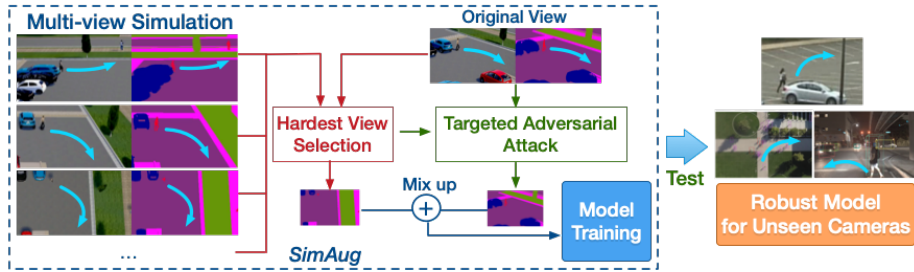 Multi-view Simulation
Original View
Hardest View
Selection
Targeted Adversarial
Attack
Mix up
+
Model
Training
...
SimAug
Test
Robust Model
for Unseen Cameras